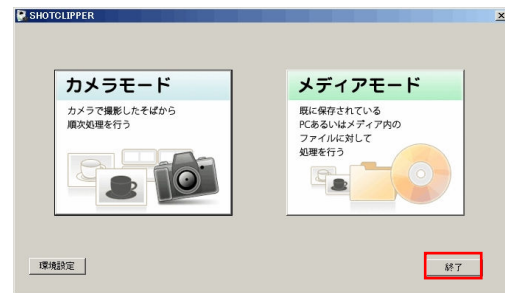 SHOTCLIPPER
カメラモード
カメラで撮影したそばから
順次処理を行う
メディアモード
既に保存されている
PCあるいはメディア内の
ファイルに対して
処理を行う
環境設定
終了